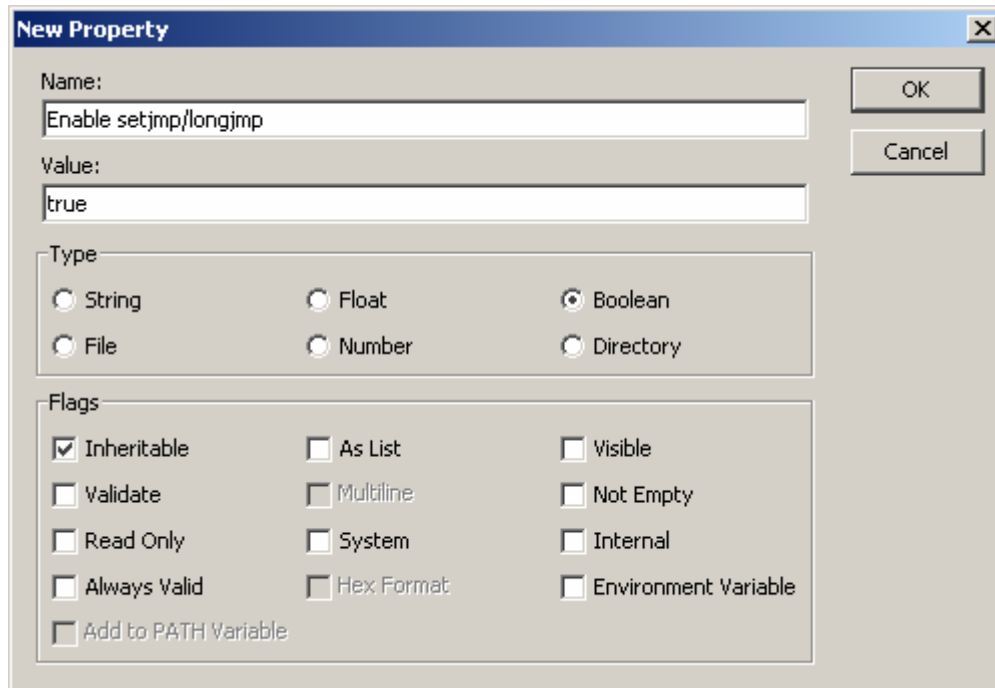 New Property
Name:
OK
Enable setjmp/longjmp
Cancel
Value:
true
Type
String Float Boolean
File Number Directory
Flags
Inheritable As List Visible
Validate Multiline Not Empty
Read Only System Internal
Always Valid Hex Format Environment Variable
Add to PATH Variable